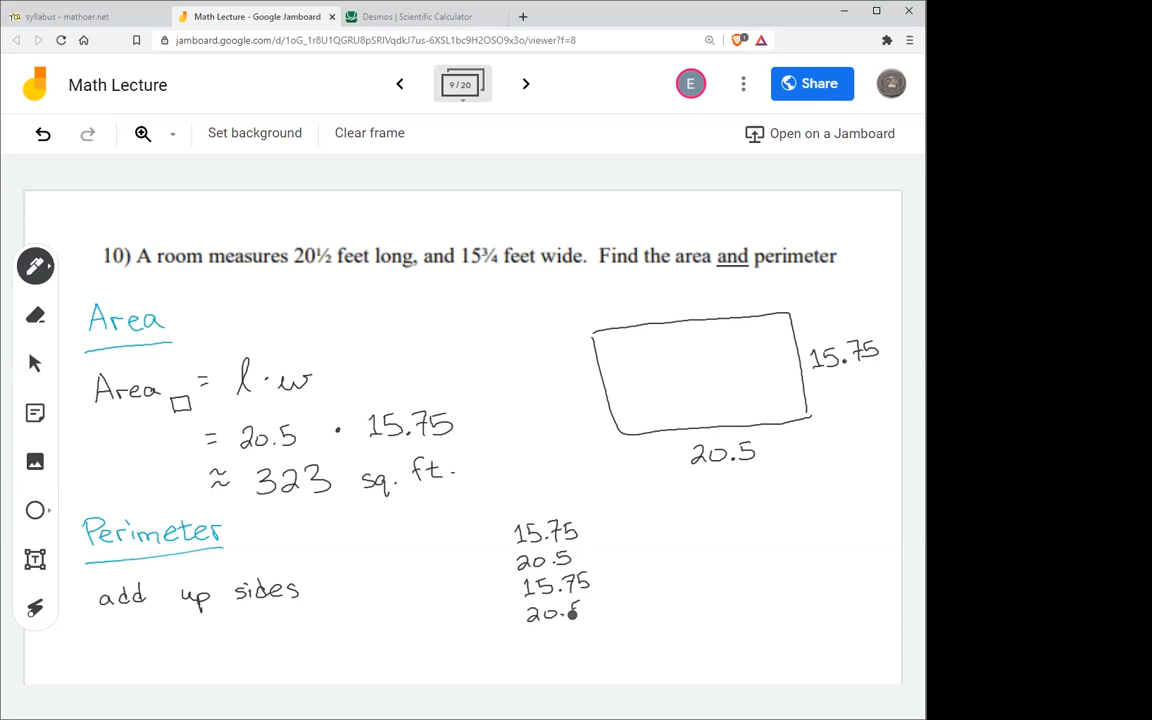 syllabus - mathoer.net
Math Lecture - Google Jamboard
Desmos | Scientific Calculator
jamboard.google.com/d/1oG_1r8U1QGRU8pSRIVqdkJ7us-6XSL1bc9H2OSO9x3o/viewer?f=8
1
Math Lecture
9 / 20
E
Share
Set background
Clear frame
Open on a Jamboard
10) A room measures 20½ feet long, and 15¾ feet wide. Find the area and perimeter
Area
Area□ = l · w
= 20.5 · 15.75
≈ 323 sq. ft.
15.75
20.5
Perimeter
add up sides
15.75
20.5
15.75
20.5